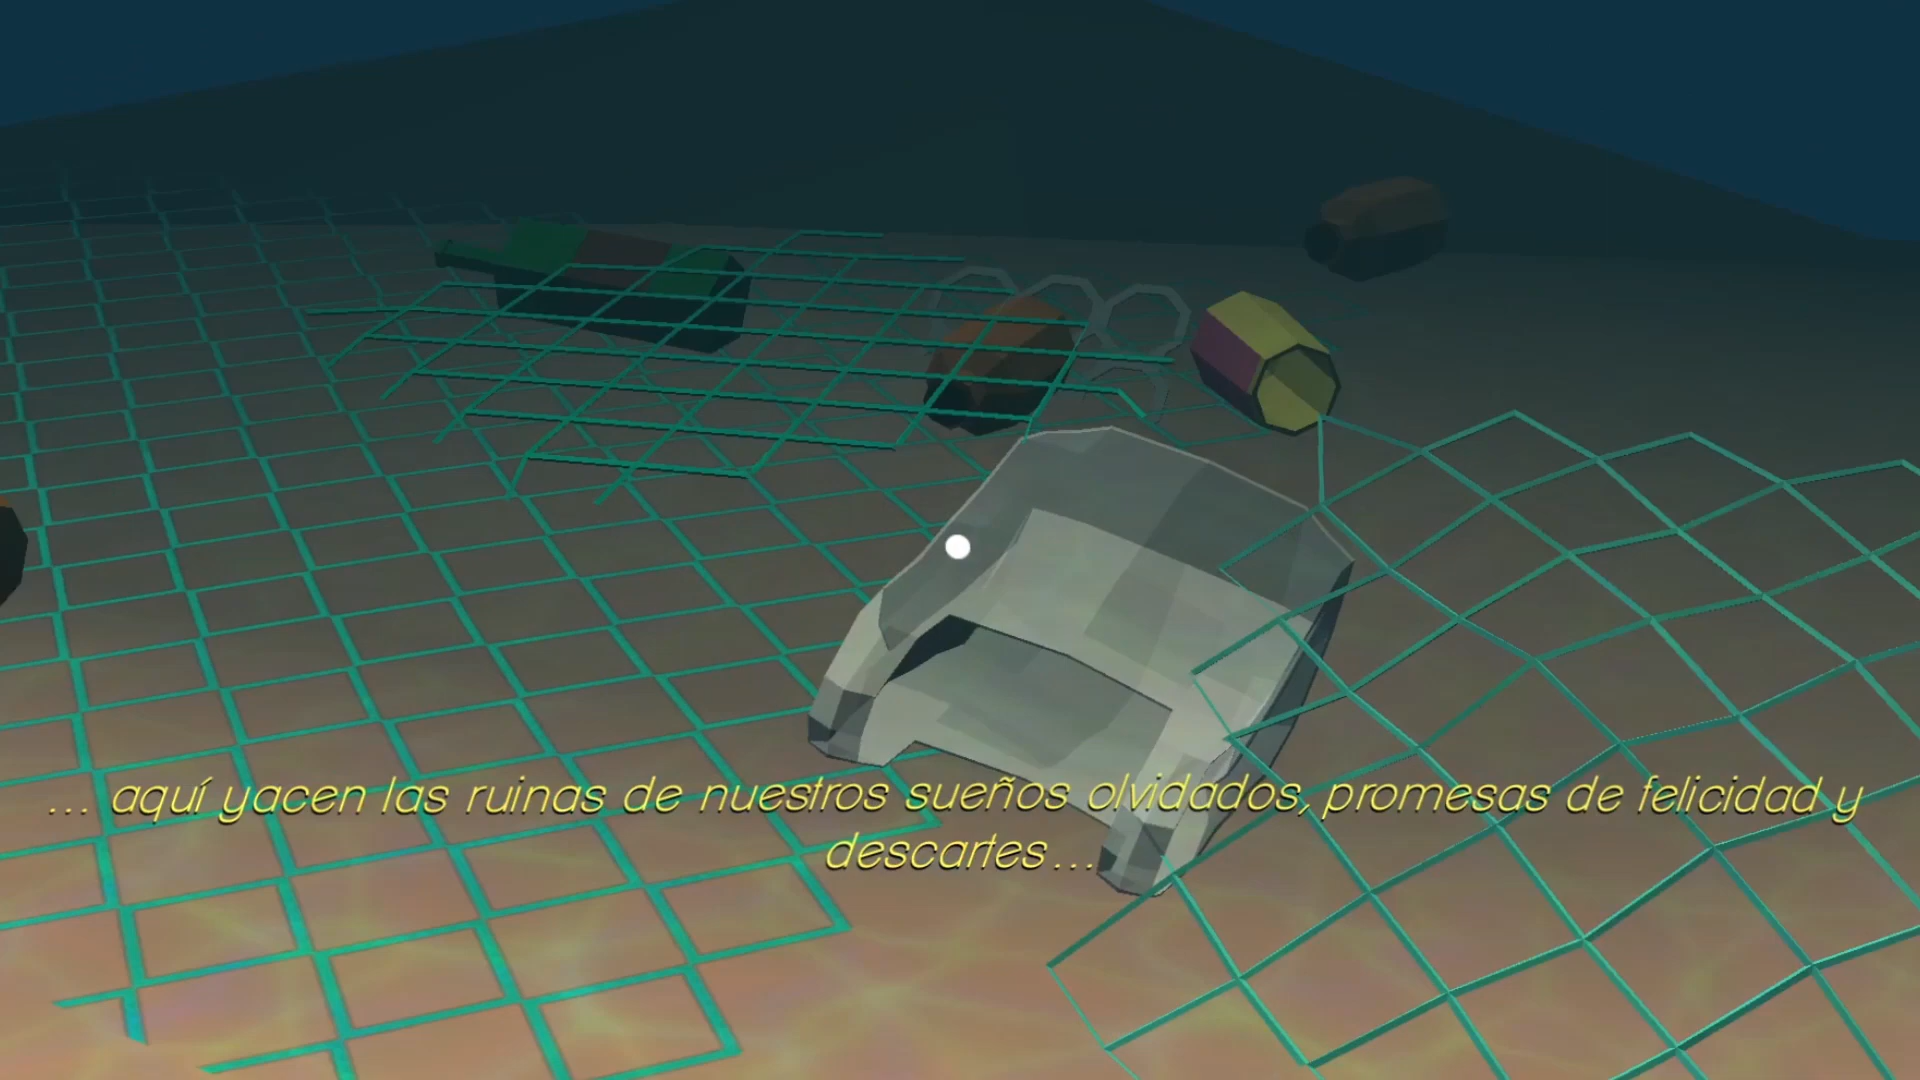 ... aquí yacen las ruinas de nuestros sueños olvidados, promesas de felicidad y
descartes...